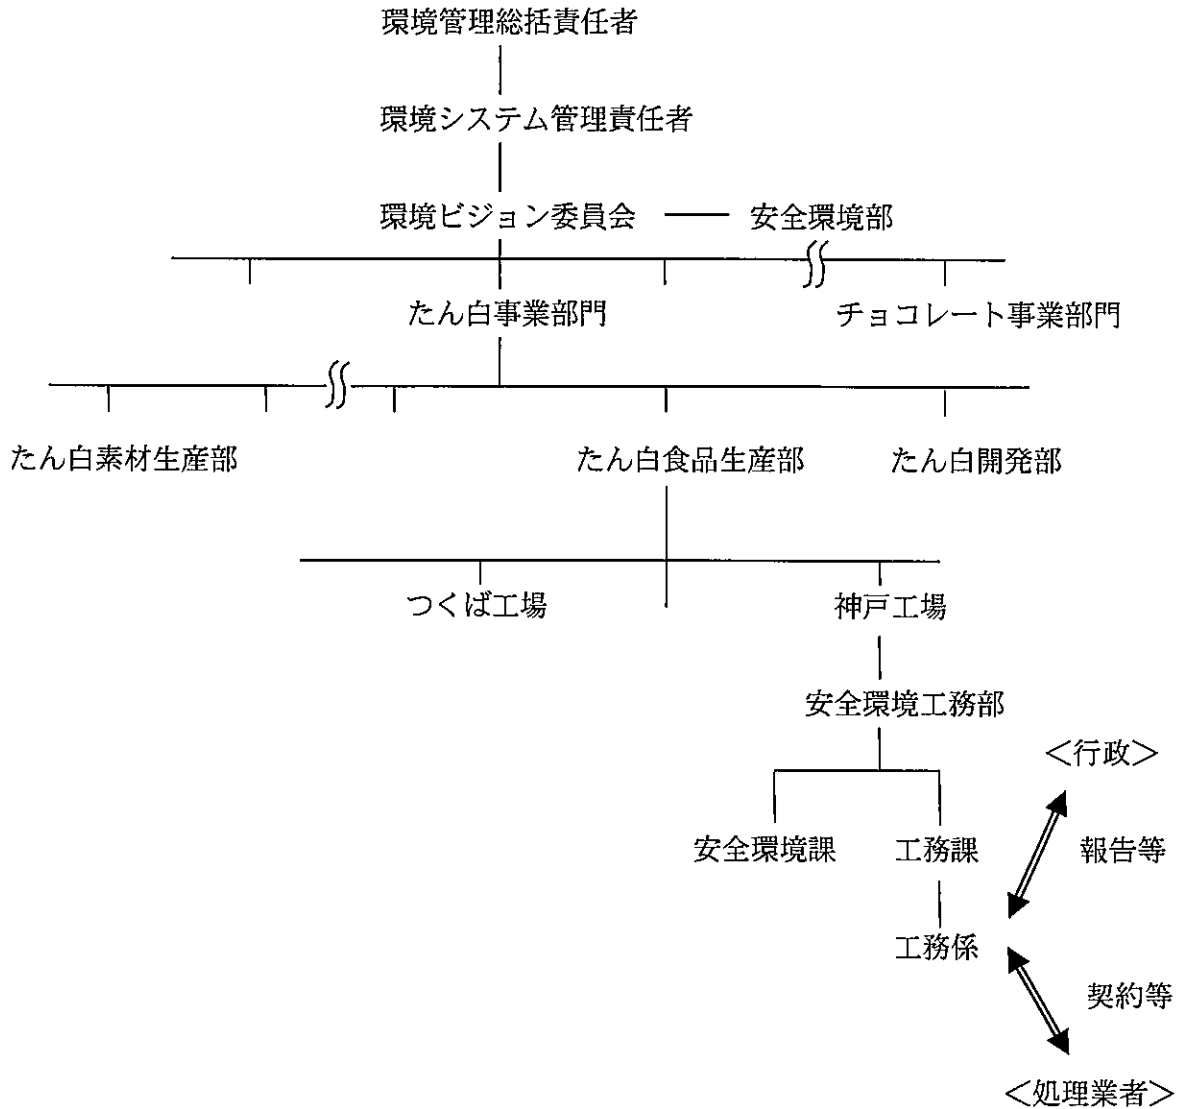 環境管理総括責任者
環境システム管理責任者
環境ビジョン委員会
安全環境部
たん白事業部門
チョコレート事業部門
たん白素材生産部
たん白食品生産部
たん白開発部
つくば工場
神戸工場
安全環境工務部
<行政>
安全環境課
工務課
報告等
工務係
契約等
<処理業者>